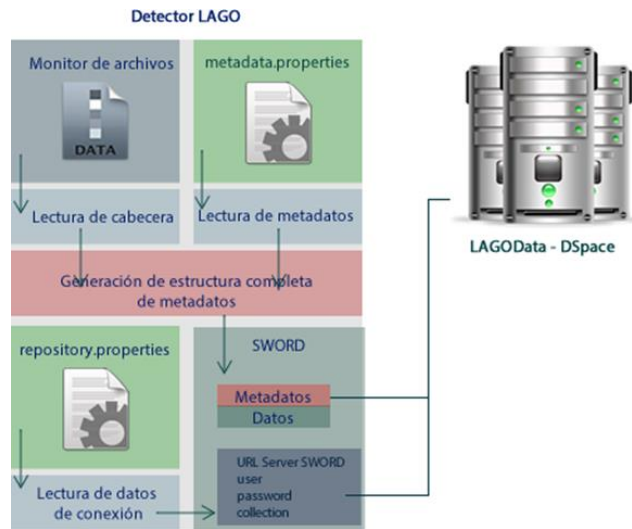 Detector LAGO
Monitor de archivos
DATA
metadata.properties
Lectura de cabecera
Lectura de metadatos
Generación de estructura completa
de metadatos
repository.properties
Lectura de datos
de conexión
SWORD
Metadatos
Datos
URL Server SWORD
user
password
collection
LAGOData - DSpace